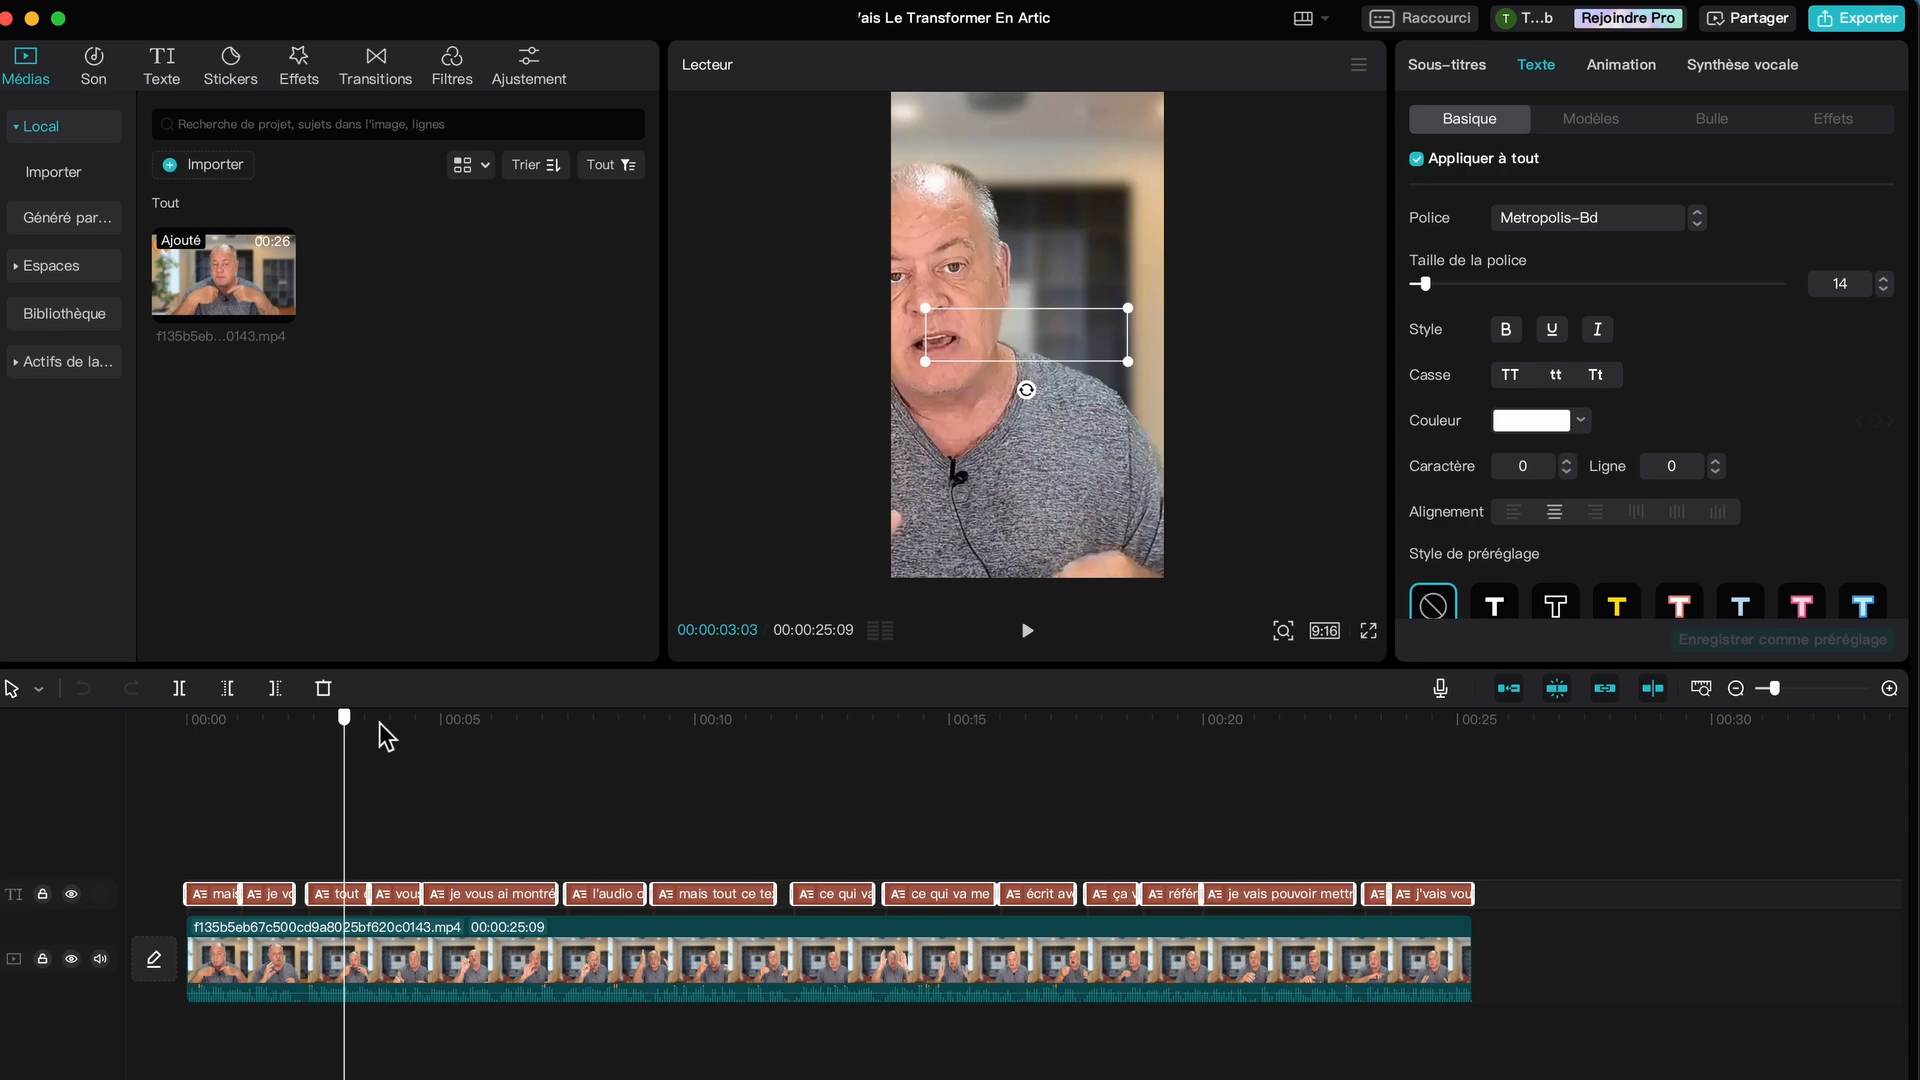 'ais Le Transformer En Artic
Raccourci
T
T...b
Rejoindre Pro
Partager
Exporter
Médias
Son
Texte
Stickers
Effets
Transitions
Filtres
Ajustement
Local
Importer
Généré par...
Espaces
Bibliothèque
Actifs de la...
Recherche de projet, sujets dans l'image, lignes
Importer
Trier
Tout
Tout
Ajouté
00:26
f135b5eb...0143.mp4
Lecteur
00:00:03:03
00:00:25:09
9:16
Sous-titres
Texte
Animation
Synthèse vocale
Basique
Modèles
Bulle
Effets
Appliquer à tout
Police
Metropolis-Bd
Taille de la police
14
Style
B
U
I
Casse
TT
tt
Tt
Couleur
Caractère
0
Ligne
0
Alignement
Style de préréglage
T
T
T
T
T
T
T
Enregistrer comme préréglage
00:00
00:05
00:10
00:15
00:20
00:25
00:30
mais
je vo
tout
vous
je vous ai montré
l'audio
mais tout ce te
ce qui va
ce qui va me
écrit av
ça v
référ
je vais pouvoir mettr
j'vais vou
f135b5eb67c500cd9a8025bf620c0143.mp4 00:00:25:09